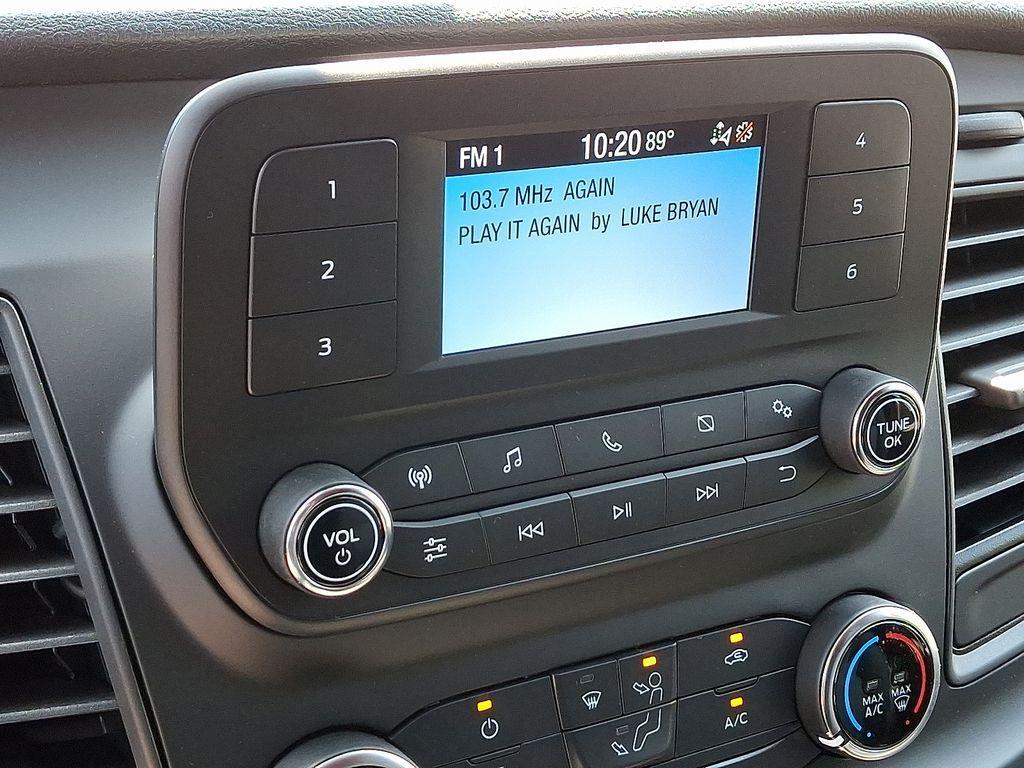 FM 1 10:20 89°
103.7 MHz AGAIN
PLAY IT AGAIN by LUKE BRYAN
1
2
3
4
5
6
VOL
TUNE
OK
A/C
MAX
A/C
MAX